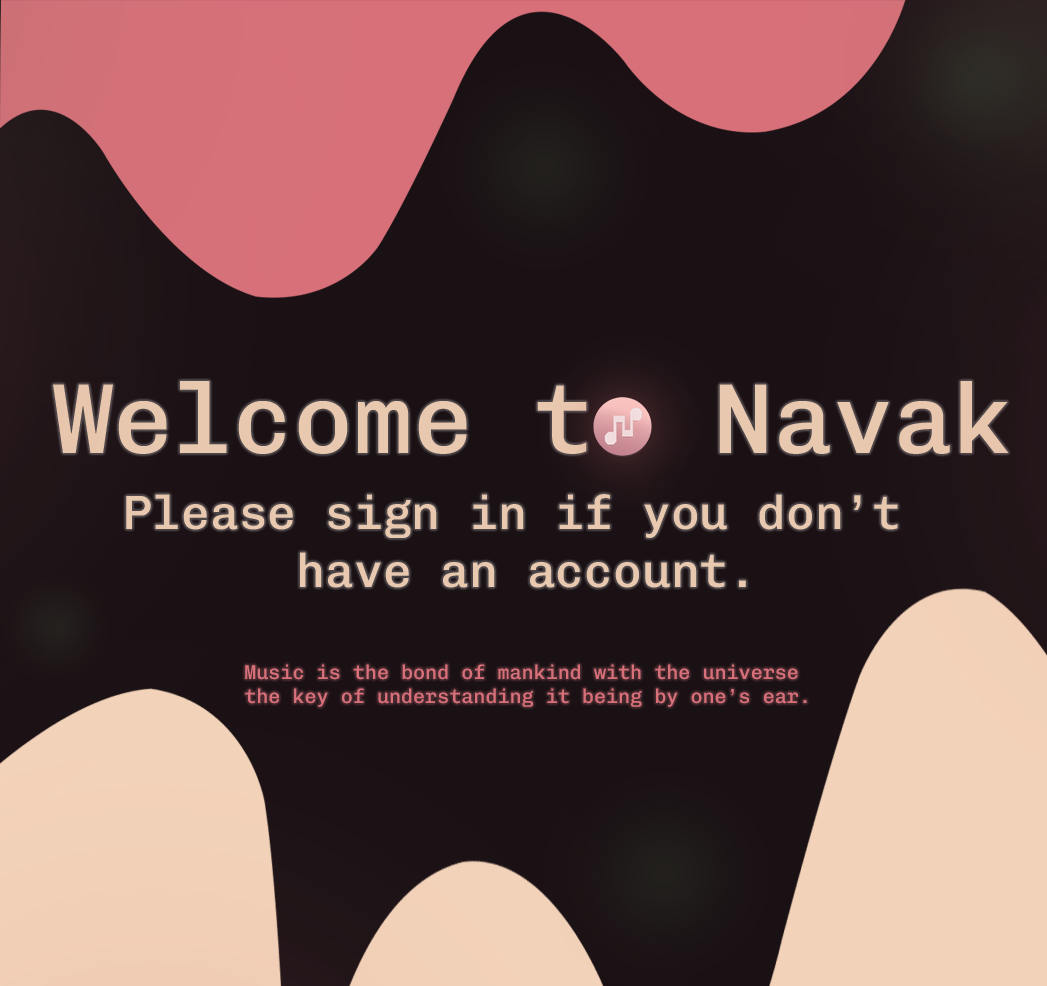 Welcome to Navak
Please sign in if you don’t
have an account.
Music is the bond of mankind with the universe
the key of understanding it being by one’s ear.